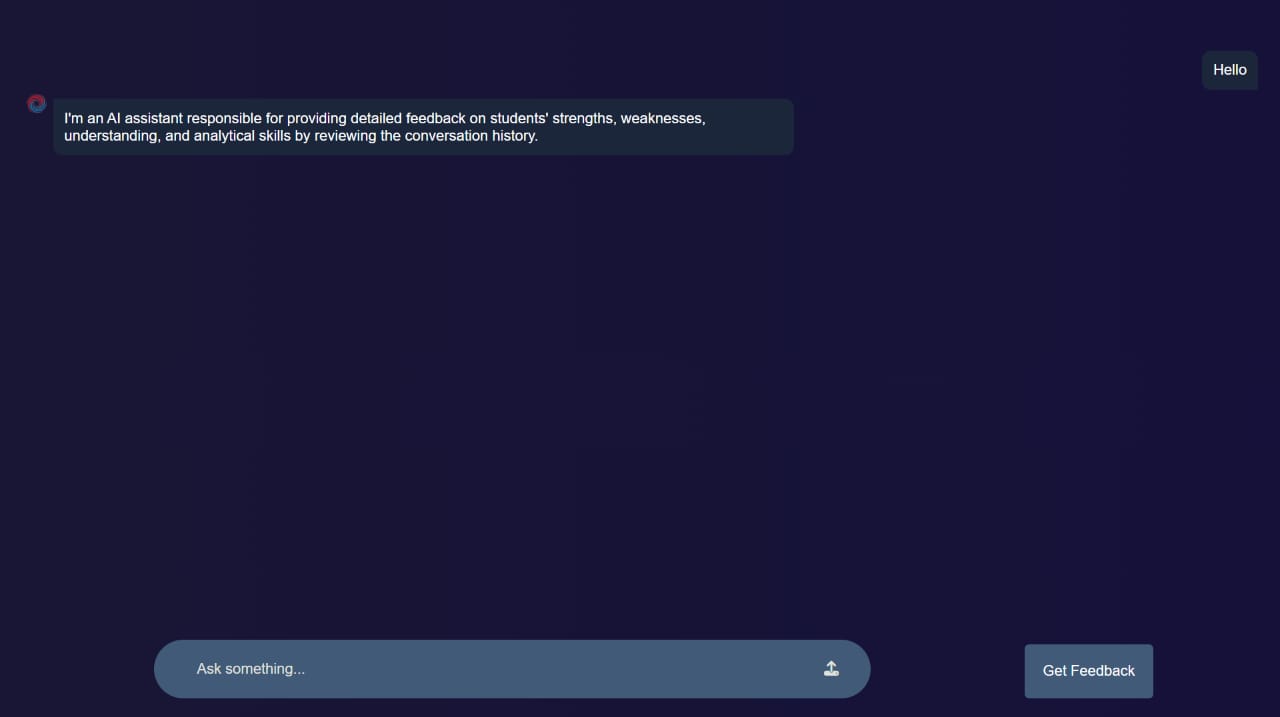 Hello
I'm an AI assistant responsible for providing detailed feedback on students' strengths, weaknesses,
understanding, and analytical skills by reviewing the conversation history.
Ask something...
Get Feedback